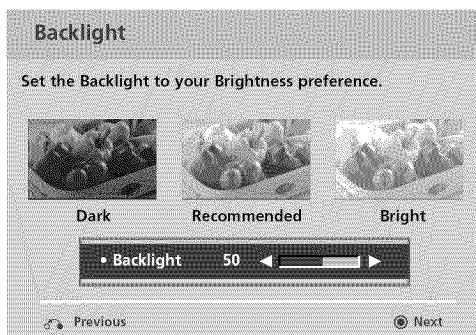 Backlight
Set the Backlight to your Brightness preference.
Dark Recommended Bright
• Backlight 50
Previous Next